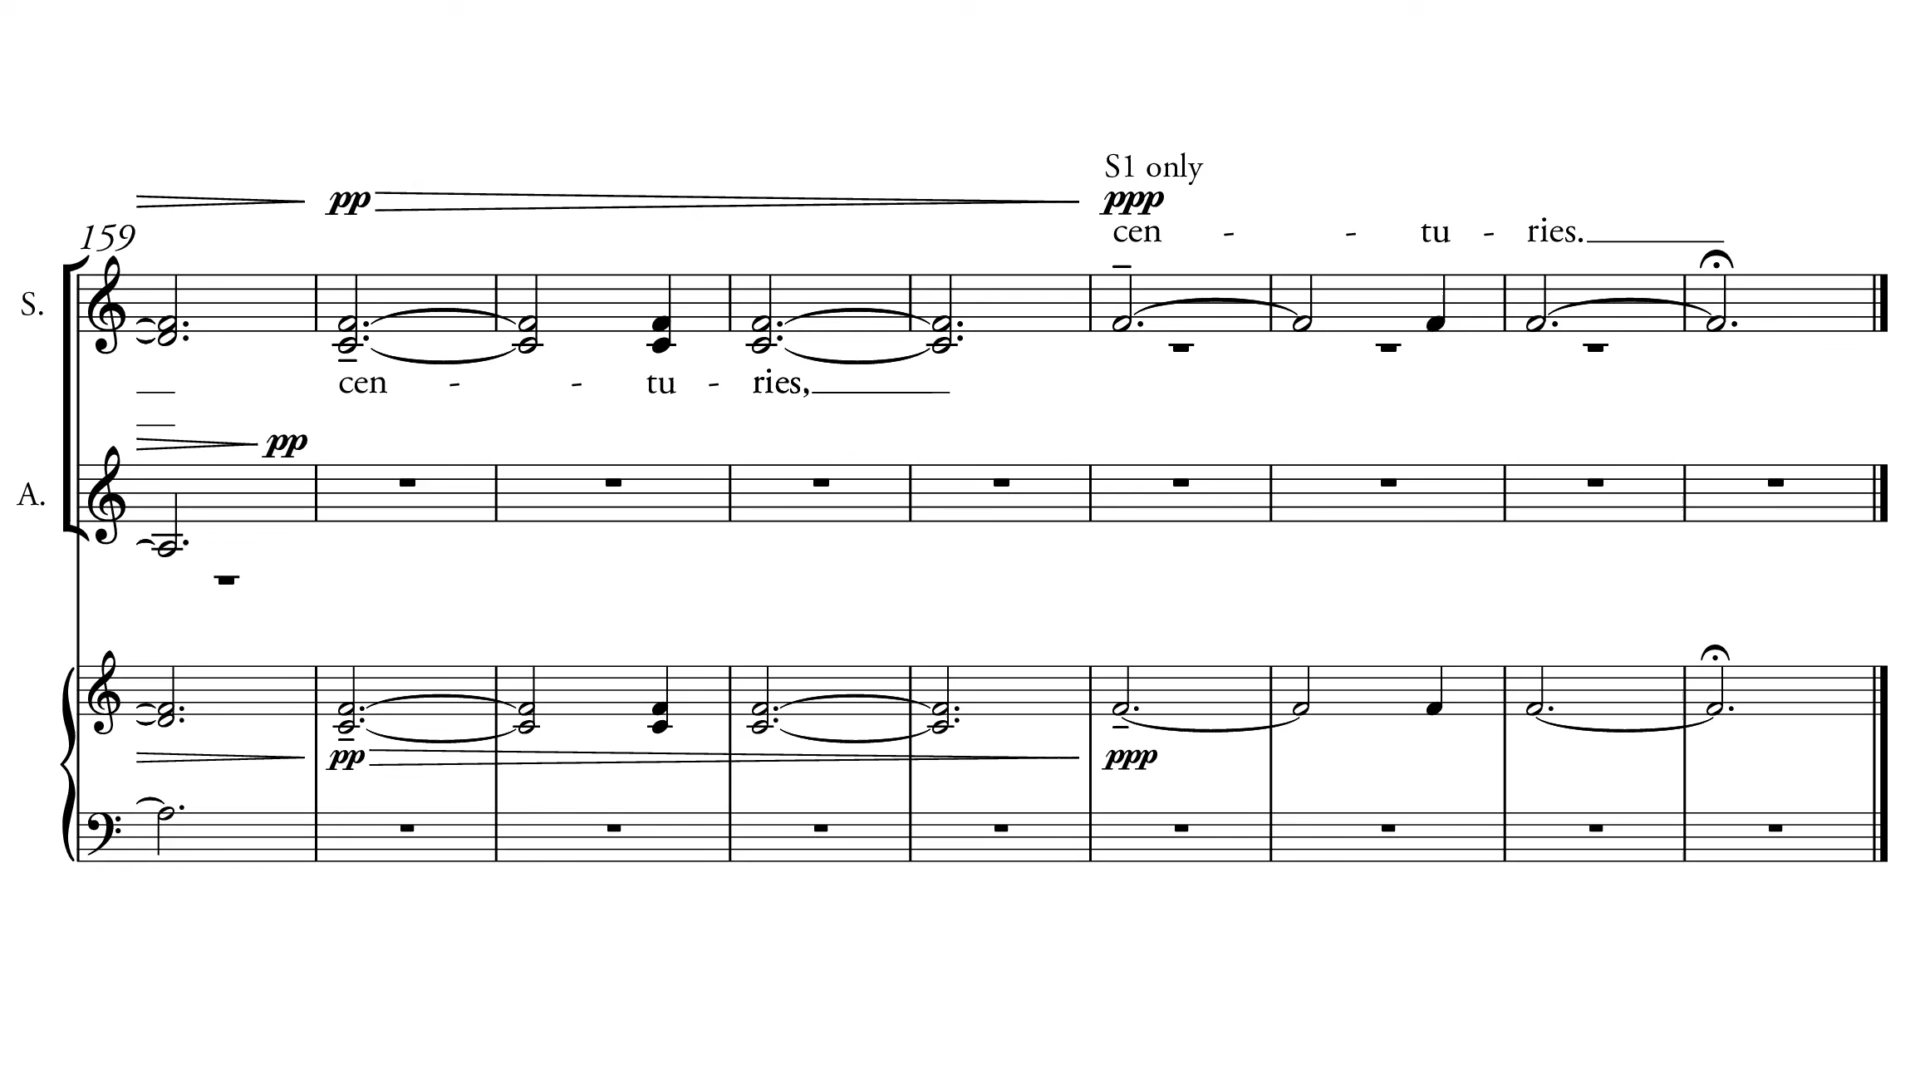 S1 only
pp ppp
159 cen - - tu - ries.
S.
cen - - tu - ries,
pp
A.
pp ppp